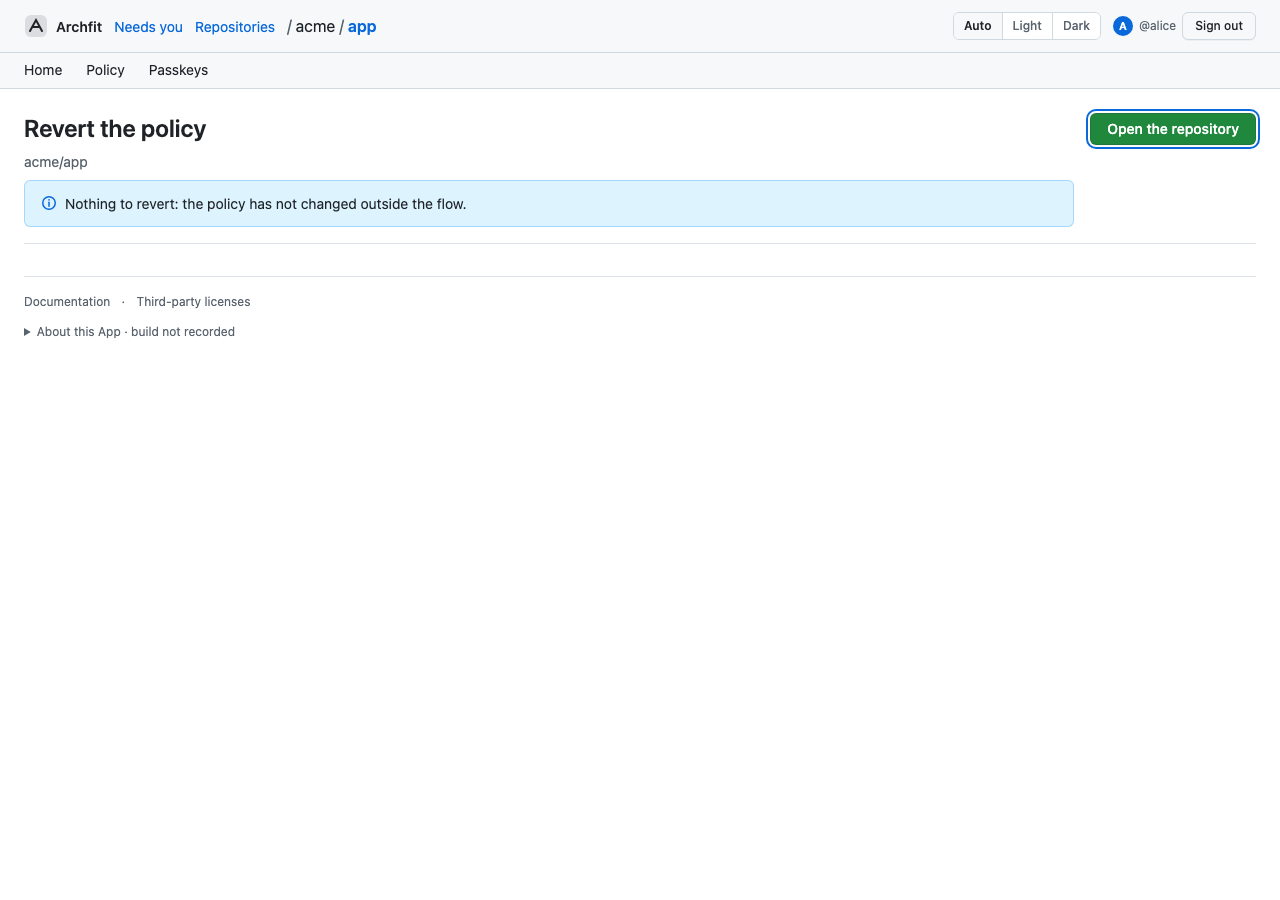 Archfit Needs you Repositories / acme / app Auto Light Dark A @alice Sign out
Home Policy Passkeys
Revert the policy Open the repository
acme/app
Nothing to revert: the policy has not changed outside the flow.
Documentation · Third-party licenses
About this App · build not recorded